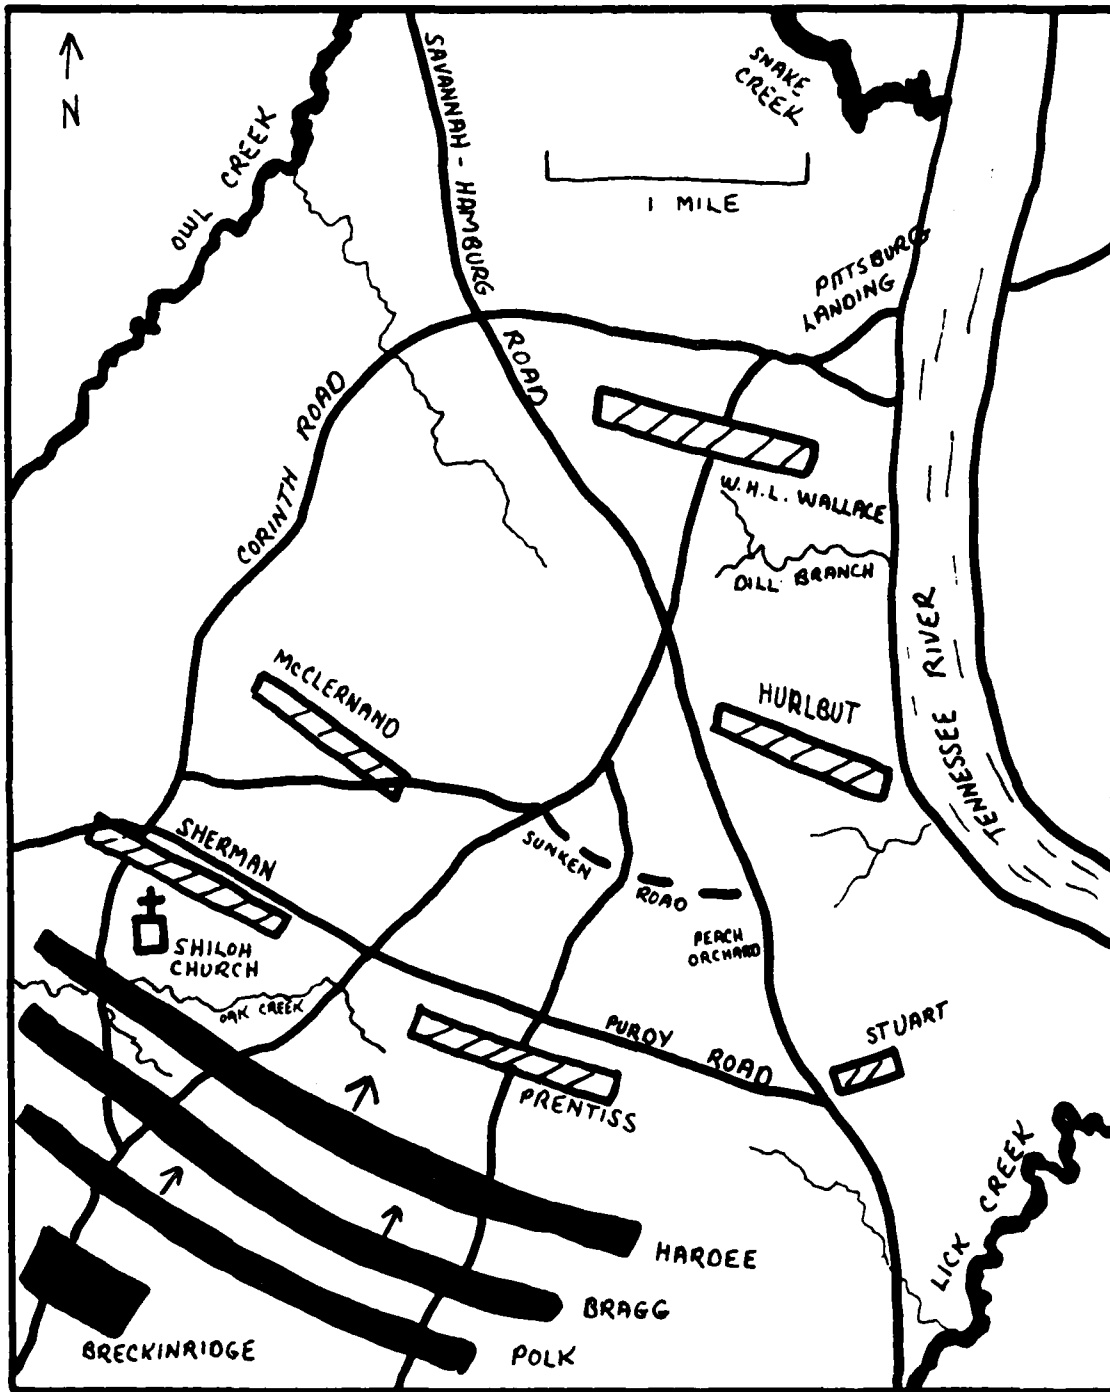 N
OWL CREEK
SAVANNAH - HAMBURG
ROAD
SNAKE
CREEK
1 MILE
PITTSBURG
LANDING
CORINTH ROAD
W.H.L. WALLACE
DILL BRANCH
TENNESSEE RIVER
MCCLERNAND
HURLBUT
SHERMAN
SUNKEN
ROAD
PEACH
ORCHARD
SHILOH
CHURCH
OAK CREEK
PURDY ROAD
STUART
PRENTISS
LICK CREEK
HARDEE
BRAGG
POLK
BRECKINRIDGE